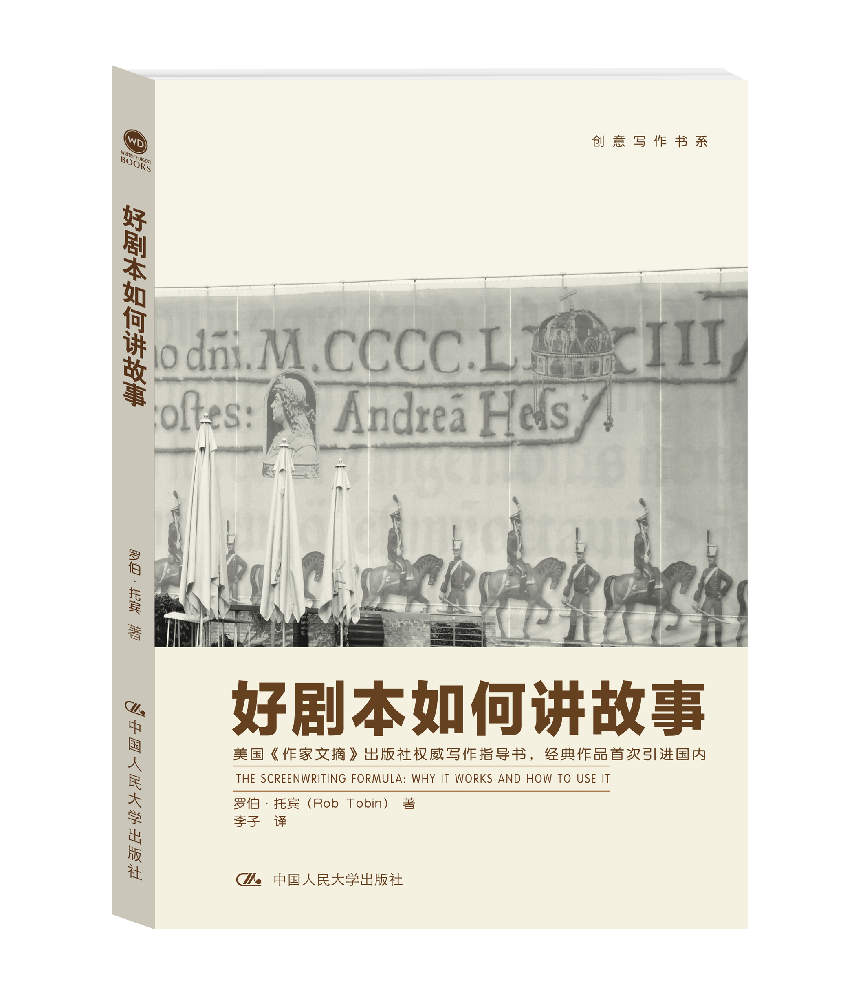 WD
WRITER'S DIGEST
BOOKS
好剧本如何讲故事
罗伯·托宾 著
中国人民大学出版社
创意写作书系
no dñi. M. CCCC. L
III
coſtes: Andreã Heſs
好剧本如何讲故事
美国《作家文摘》出版社权威写作指导书，经典作品首次引进国内
THE SCREENWRITING FORMULA: WHY IT WORKS AND HOW TO USE IT
罗伯·托宾（Rob Tobin） 著
李子 译
中国人民大学出版社